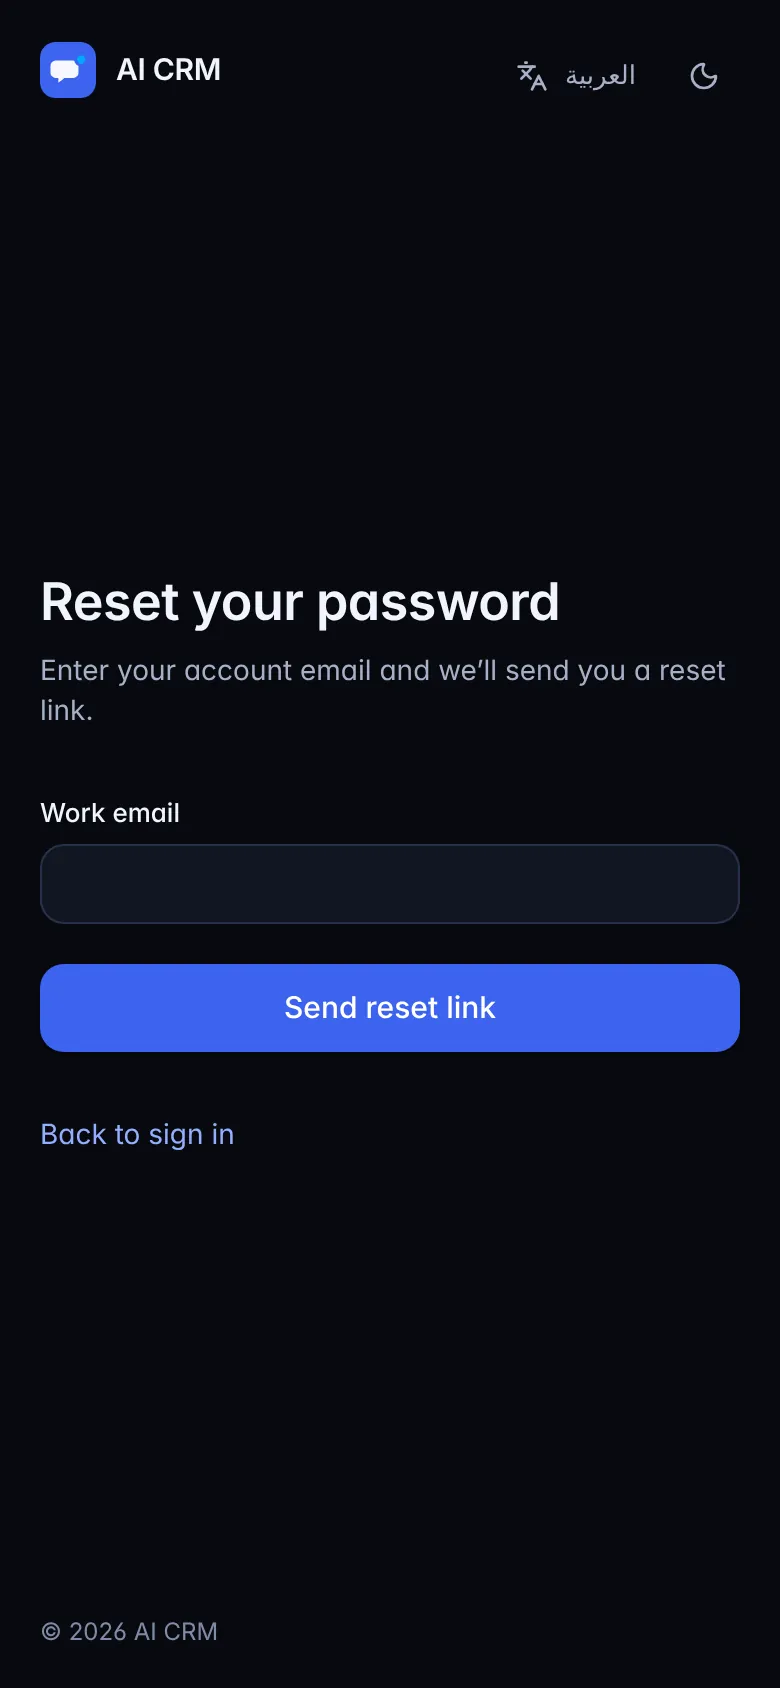 AI CRM
العربية
Reset your password
Enter your account email and we’ll send you a reset
link.
Work email
Send reset link
Back to sign in
© 2026 AI CRM